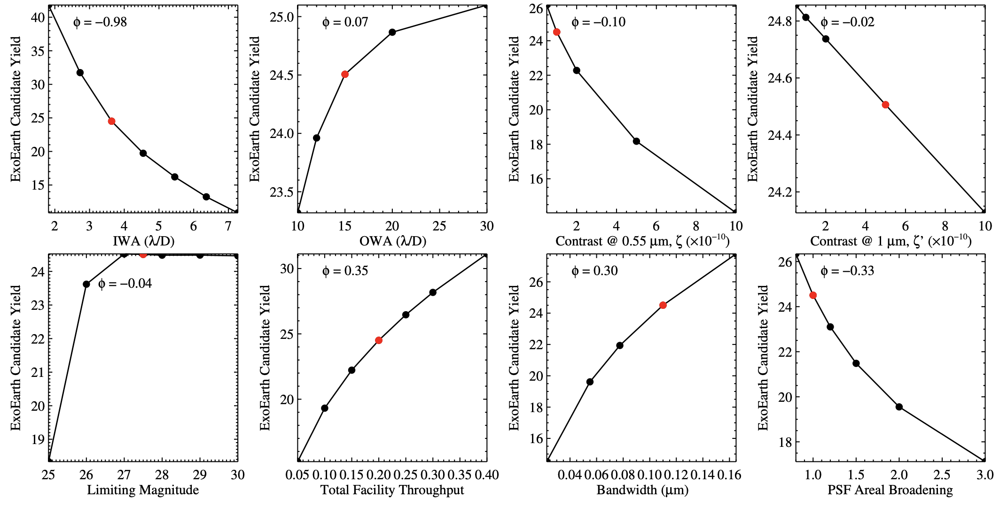 ExoEarth Candidate Yield
40
35
30
25
20
15
ϕ = −0.98
2 3 4 5 6 7
IWA (λ/D)
ExoEarth Candidate Yield
25.0
24.5
24.0
23.5
ϕ = 0.07
10 15 20 25 30
OWA (λ/D)
ExoEarth Candidate Yield
26
24
22
20
18
16
ϕ = −0.10
2 4 6 8 10
Contrast @ 0.55 μm, ζ (×10⁻¹⁰)
ExoEarth Candidate Yield
24.8
24.6
24.4
24.2
ϕ = −0.02
2 4 6 8 10
Contrast @ 1 μm, ζ’ (×10⁻¹⁰)
ExoEarth Candidate Yield
24
23
22
21
20
19
ϕ = −0.04
25 26 27 28 29 30
Limiting Magnitude
ExoEarth Candidate Yield
30
25
20
ϕ = 0.35
0.05 0.10 0.15 0.20 0.25 0.30 0.35 0.40
Total Facility Throughput
ExoEarth Candidate Yield
26
24
22
20
18
16
ϕ = 0.30
0.04 0.06 0.08 0.10 0.12 0.14 0.16
Bandwidth (μm)
ExoEarth Candidate Yield
26
24
22
20
18
ϕ = −0.33
1.0 1.5 2.0 2.5 3.0
PSF Areal Broadening